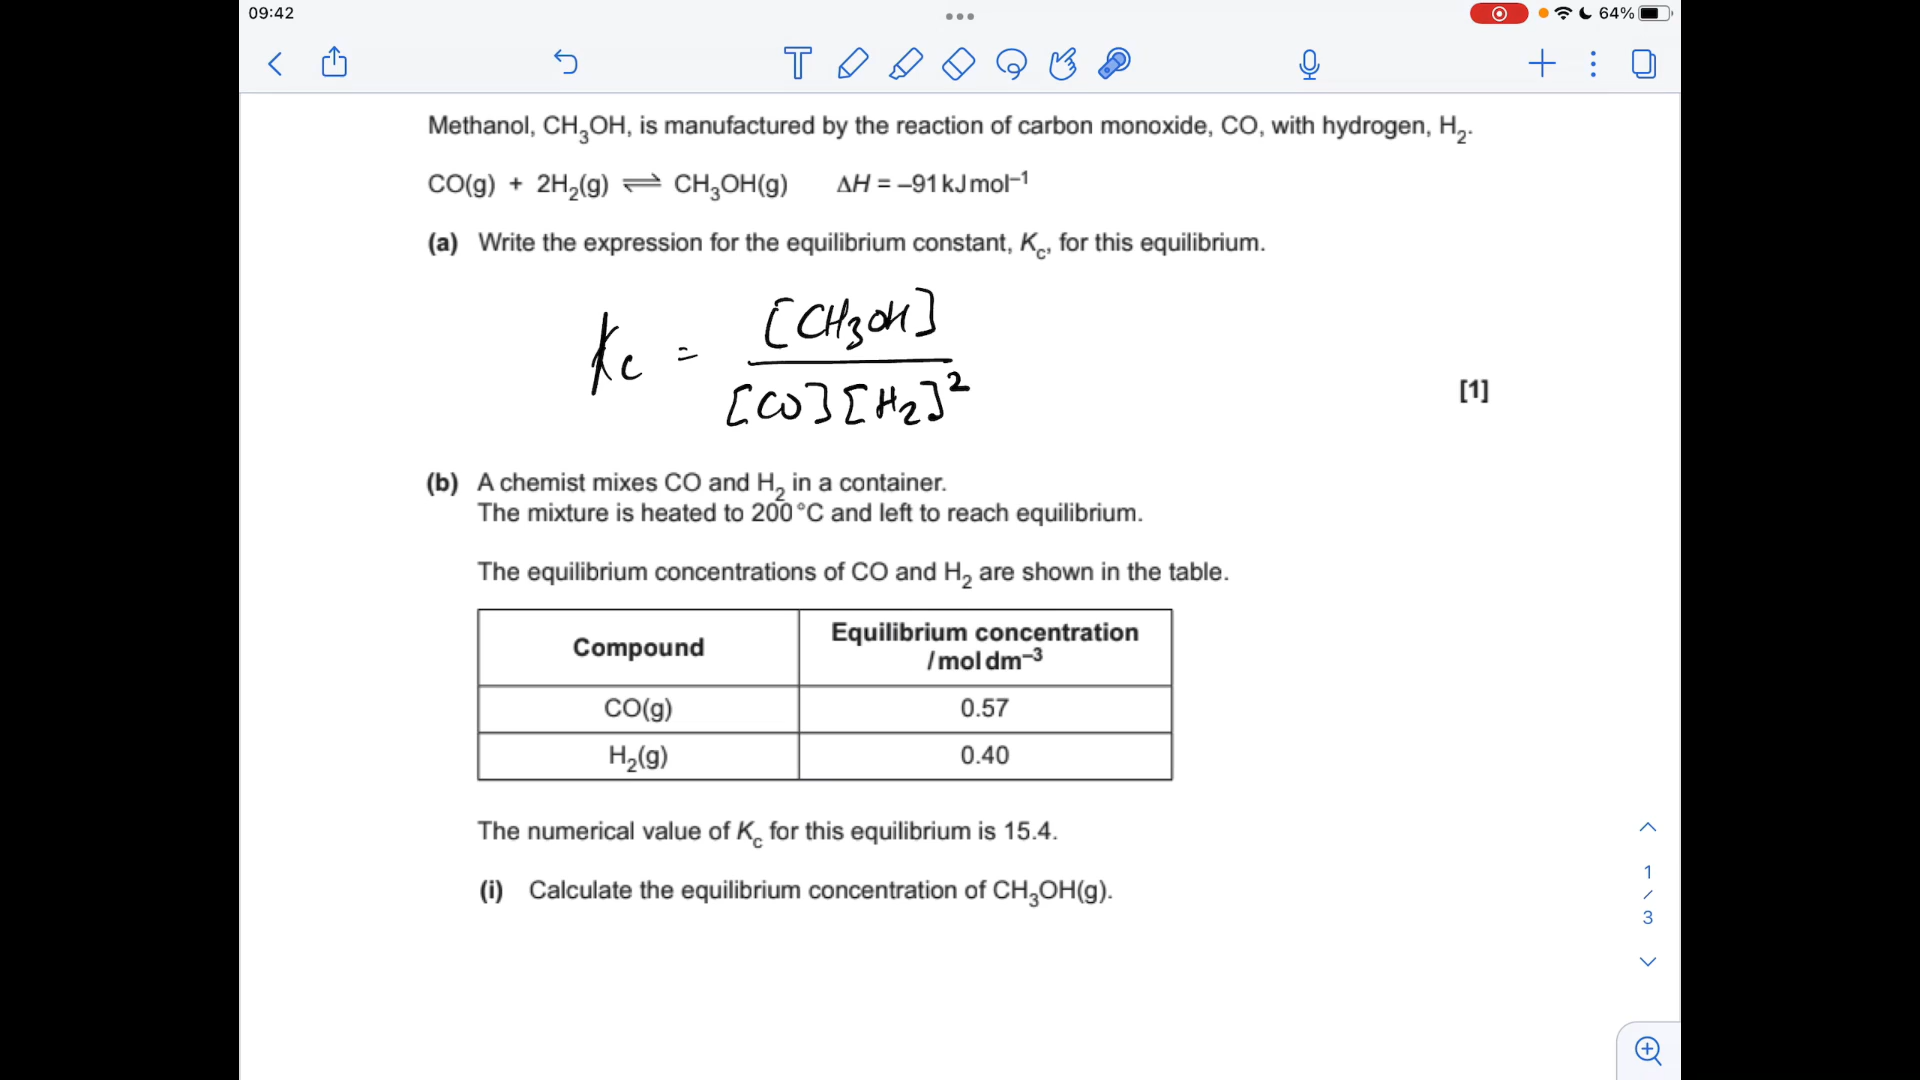 09:42
64%
Methanol, CH₃OH, is manufactured by the reaction of carbon monoxide, CO, with hydrogen, H₂.
CO(g) + 2H₂(g) ⇌ CH₃OH(g) ΔH = –91 kJ mol⁻¹
(a) Write the expression for the equilibrium constant, Kc, for this equilibrium.
Kc = [CH₃OH]
[CO][H₂]²
[1]
(b) A chemist mixes CO and H₂ in a container.
The mixture is heated to 200 °C and left to reach equilibrium.
The equilibrium concentrations of CO and H₂ are shown in the table.
Compound
Equilibrium concentration
/ mol dm⁻³
CO(g) 0.57
H₂(g) 0.40
The numerical value of Kc for this equilibrium is 15.4.
(i) Calculate the equilibrium concentration of CH₃OH(g).
1
/
3